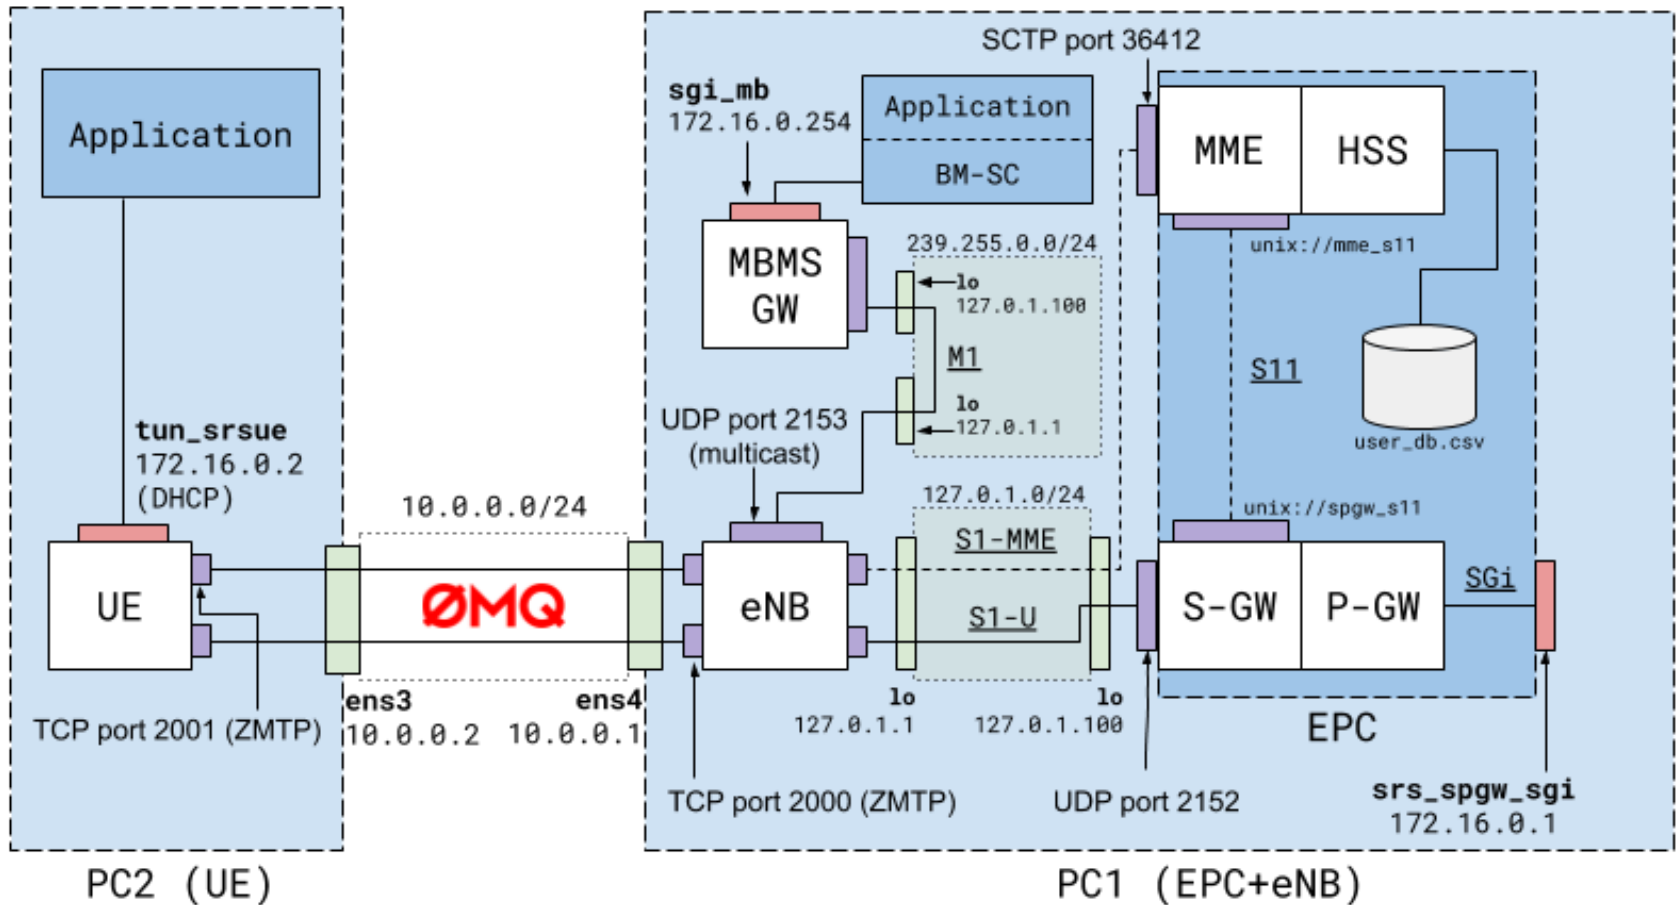 SCTP port 36412
sgi_mb
172.16.0.254
Application
BM-SC
Application
MME
HSS
unix://mme_s11
MBMS
GW
239.255.0.0/24
lo
127.0.1.100
M1
lo
127.0.1.1
S11
user_db.csv
UDP port 2153
(multicast)
tun_srsue
172.16.0.2
(DHCP)
10.0.0.0/24
127.0.1.0/24
unix://spgw_s11
UE
ØMQ
eNB
S1-MME
S1-U
S-GW
P-GW
SGi
ens3
10.0.0.2
ens4
10.0.0.1
lo
127.0.1.1
lo
127.0.1.100
EPC
TCP port 2001 (ZMTP)
TCP port 2000 (ZMTP)
UDP port 2152
srs_spgw_sgi
172.16.0.1
PC2 (UE)
PC1 (EPC+eNB)